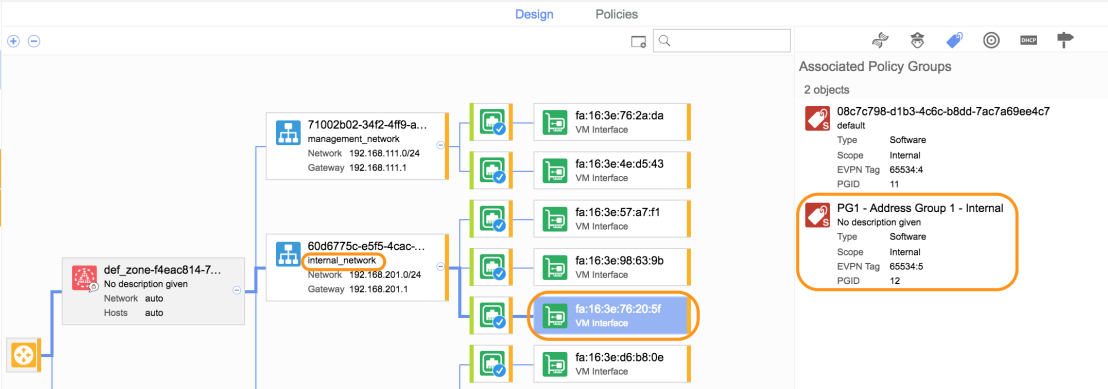 Design
Policies
Associated Policy Groups
2 objects
08c7c798-d1b3-4c6c-b8dd-7ac7a69ee4c7
default
Type Software
Scope Internal
EVPN Tag 65534:4
PGID 11
PG1 - Address Group 1 - Internal
No description given
Type Software
Scope Internal
EVPN Tag 65534:5
PGID 12
def_zone-f4eac814-7...
No description given
Network auto
Hosts auto
71002b02-34f2-4ff9-a...
management_network
Network 192.168.111.0/24
Gateway 192.168.111.1
60d6775c-e5f5-4cac-...
internal_network
Network 192.168.201.0/24
Gateway 192.168.201.1
fa:16:3e:76:2a:da
VM Interface
fa:16:3e:4e:d5:43
VM Interface
fa:16:3e:57:a7:f1
VM Interface
fa:16:3e:98:63:9b
VM Interface
fa:16:3e:76:20:5f
VM Interface
fa:16:3e:d6:b8:0e
VM Interface
DHCP
S
S